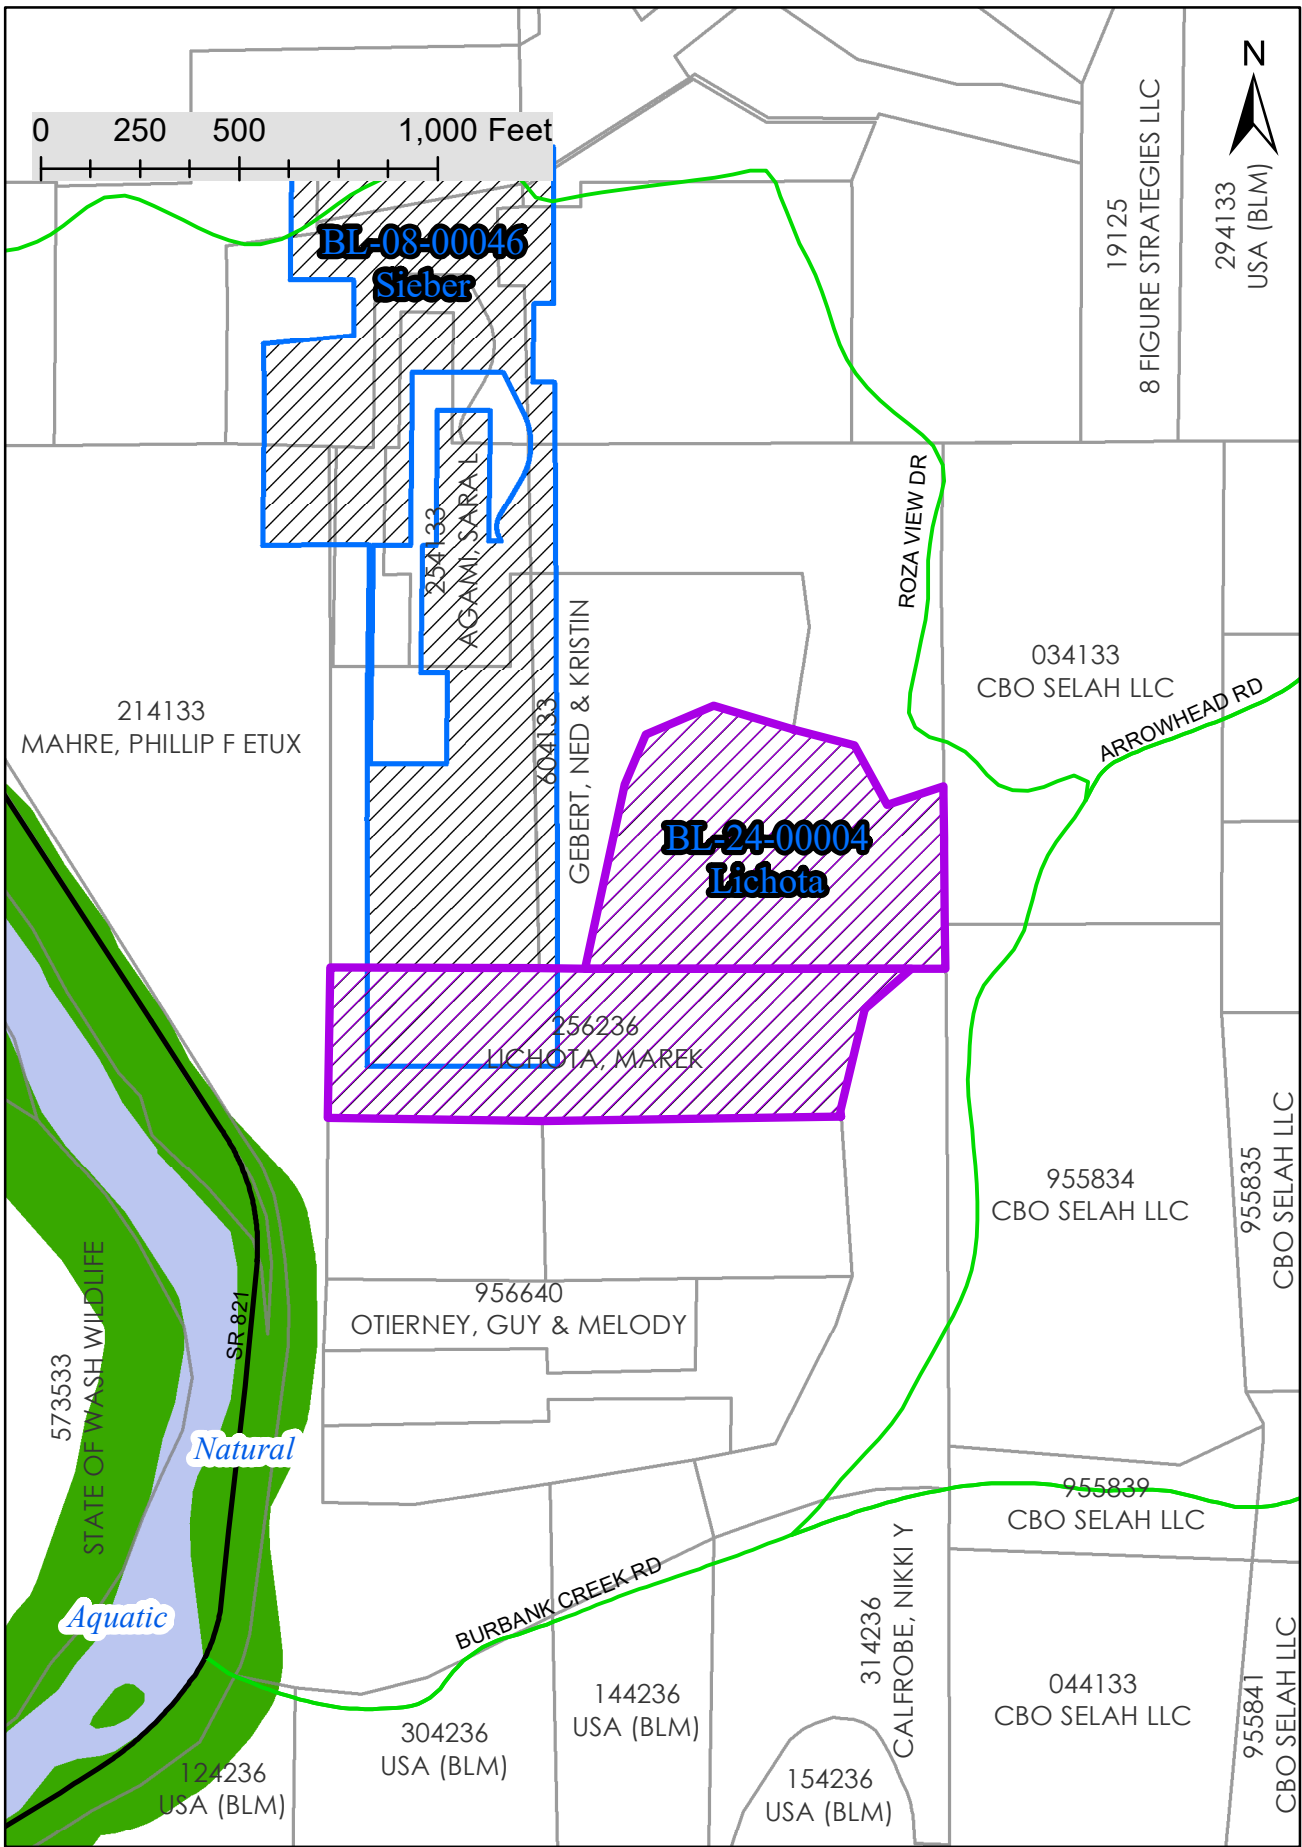 N
0 250 500 1,000 Feet
19125
8 FIGURE STRATEGIES LLC
294133
USA (BLM)
BL-08-00046
Sieber
254133
AGAMI, SARA L
ROZA VIEW DR
604133
GEBERT, NED & KRISTIN
034133
CBO SELAH LLC
ARROWHEAD RD
214133
MAHRE, PHILLIP F ETUX
BL-24-00004
Lichota
256236
LICHOTA, MAREK
955834
CBO SELAH LLC
955835
CBO SELAH LLC
573533
STATE OF WASH WILDLIFE
SR 821
956640
OTIERNEY, GUY & MELODY
Natural
955839
CBO SELAH LLC
BURBANK CREEK RD
Aquatic
314236
CALFROBE, NIKKI Y
144236
USA (BLM)
044133
CBO SELAH LLC
955841
CBO SELAH LLC
304236
USA (BLM)
124236
USA (BLM)
154236
USA (BLM)